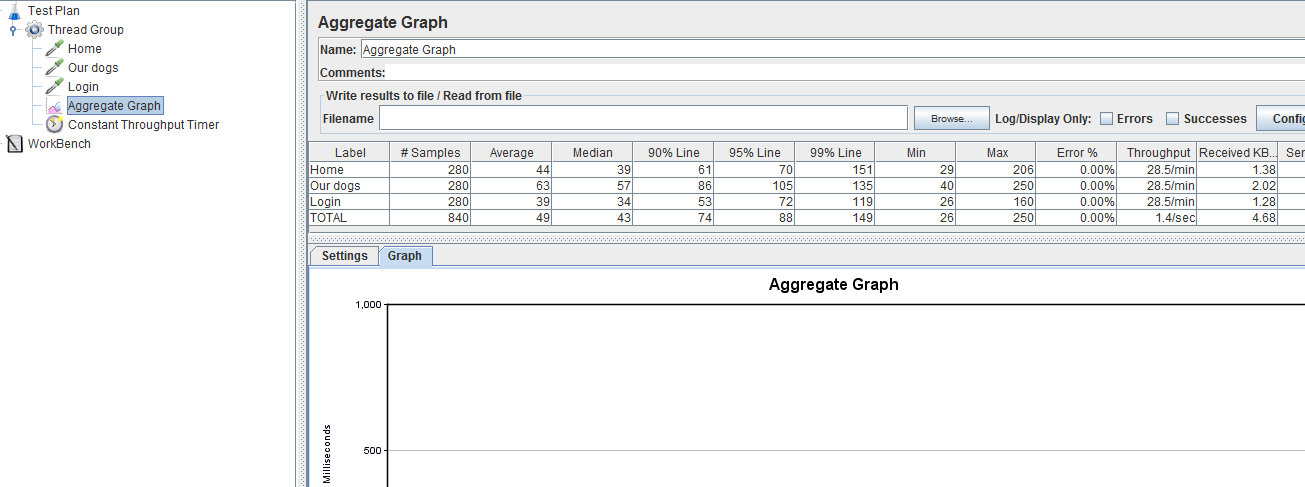 Test Plan
Thread Group
Home
Our dogs
Login
Aggregate Graph
Constant Throughput Timer
WorkBench
Aggregate Graph
Name: Aggregate Graph
Comments:
Write results to file / Read from file
Filename Browse... Log/Display Only: Errors Successes Config
Label # Samples Average Median 90% Line 95% Line 99% Line Min Max Error % Throughput Received KB... Sen
Home 280 44 39 61 70 151 29 206 0.00% 28.5/min 1.38
Our dogs 280 63 57 86 105 135 40 250 0.00% 28.5/min 2.02
Login 280 39 34 53 72 119 26 160 0.00% 28.5/min 1.28
TOTAL 840 49 43 74 88 149 26 250 0.00% 1.4/sec 4.68
Settings Graph
Aggregate Graph
1,000
500
Milliseconds